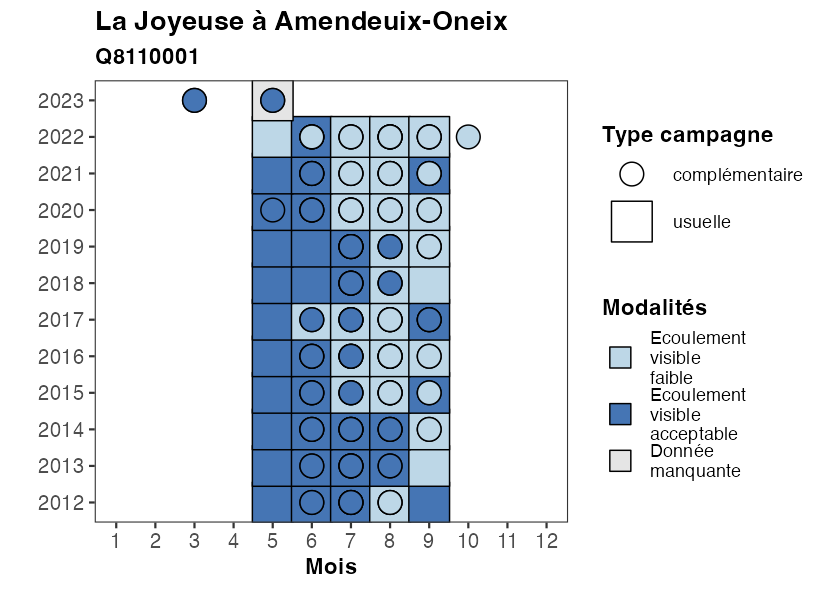 La Joyeuse à Amendeuix-Oneix
Q8110001
2023
2022
2021
2020
2019
2018
2017
2016
2015
2014
2013
2012
1 2 3 4 5 6 7 8 9 10 11 12
Mois
Type campagne
complémentaire
usuelle
Modalités
Ecoulement
visible
faible
Ecoulement
visible
acceptable
Donnée
manquante